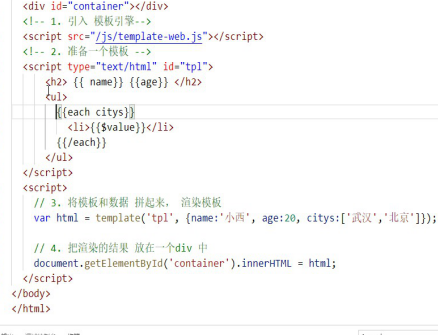 <div id="container"></div>
<!-- 1. 引入 模板引擎-->
<script src="/js/template-web.js"></script>
<!-- 2. 准备一个模板 -->
<script type="text/html" id="tpl">
<h2> {{ name}} {{age}} </h2>
<ul>
{{each citys}}
<li>{{$value}}</li>
{{/each}}
</ul>
</script>
<script>
// 3. 将模板和数据 拼起来， 渲染模板
var html = template('tpl', {name:'小西', age:20, citys:['武汉','北京']});
// 4. 把渲染的结果 放在一个div 中
document.getElementById('container').innerHTML = html;
</script>
</body>
</html>